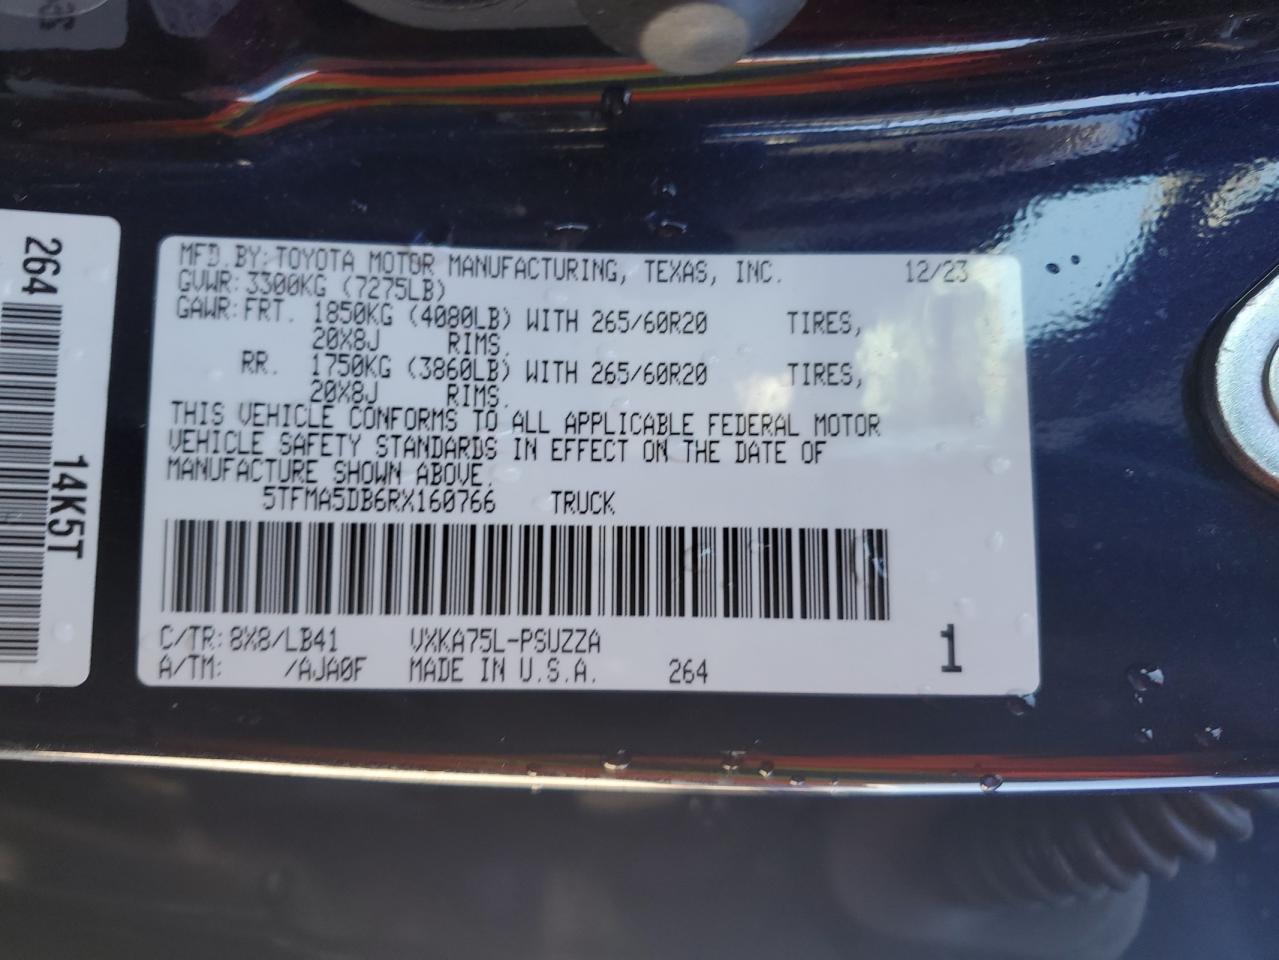 MFD. BY: TOYOTA MOTOR MANUFACTURING, TEXAS, INC. 12/23
GVWR: 3300KG (7275LB)
GAWR: FRT. 1850KG (4080LB) WITH 265/60R20 TIRES,
20X8J RIMS.
RR. 1750KG (3860LB) WITH 265/60R20 TIRES,
20X8J RIMS.
THIS VEHICLE CONFORMS TO ALL APPLICABLE FEDERAL MOTOR
VEHICLE SAFETY STANDARDS IN EFFECT ON THE DATE OF
MANUFACTURE SHOWN ABOVE.
5TFMA5DB6RX160766 TRUCK
C/TR: 8X8/LB41 VXKA75L-PSUZZA 1
A/TM: /AJA0F MADE IN U.S.A. 264
264
14K5T